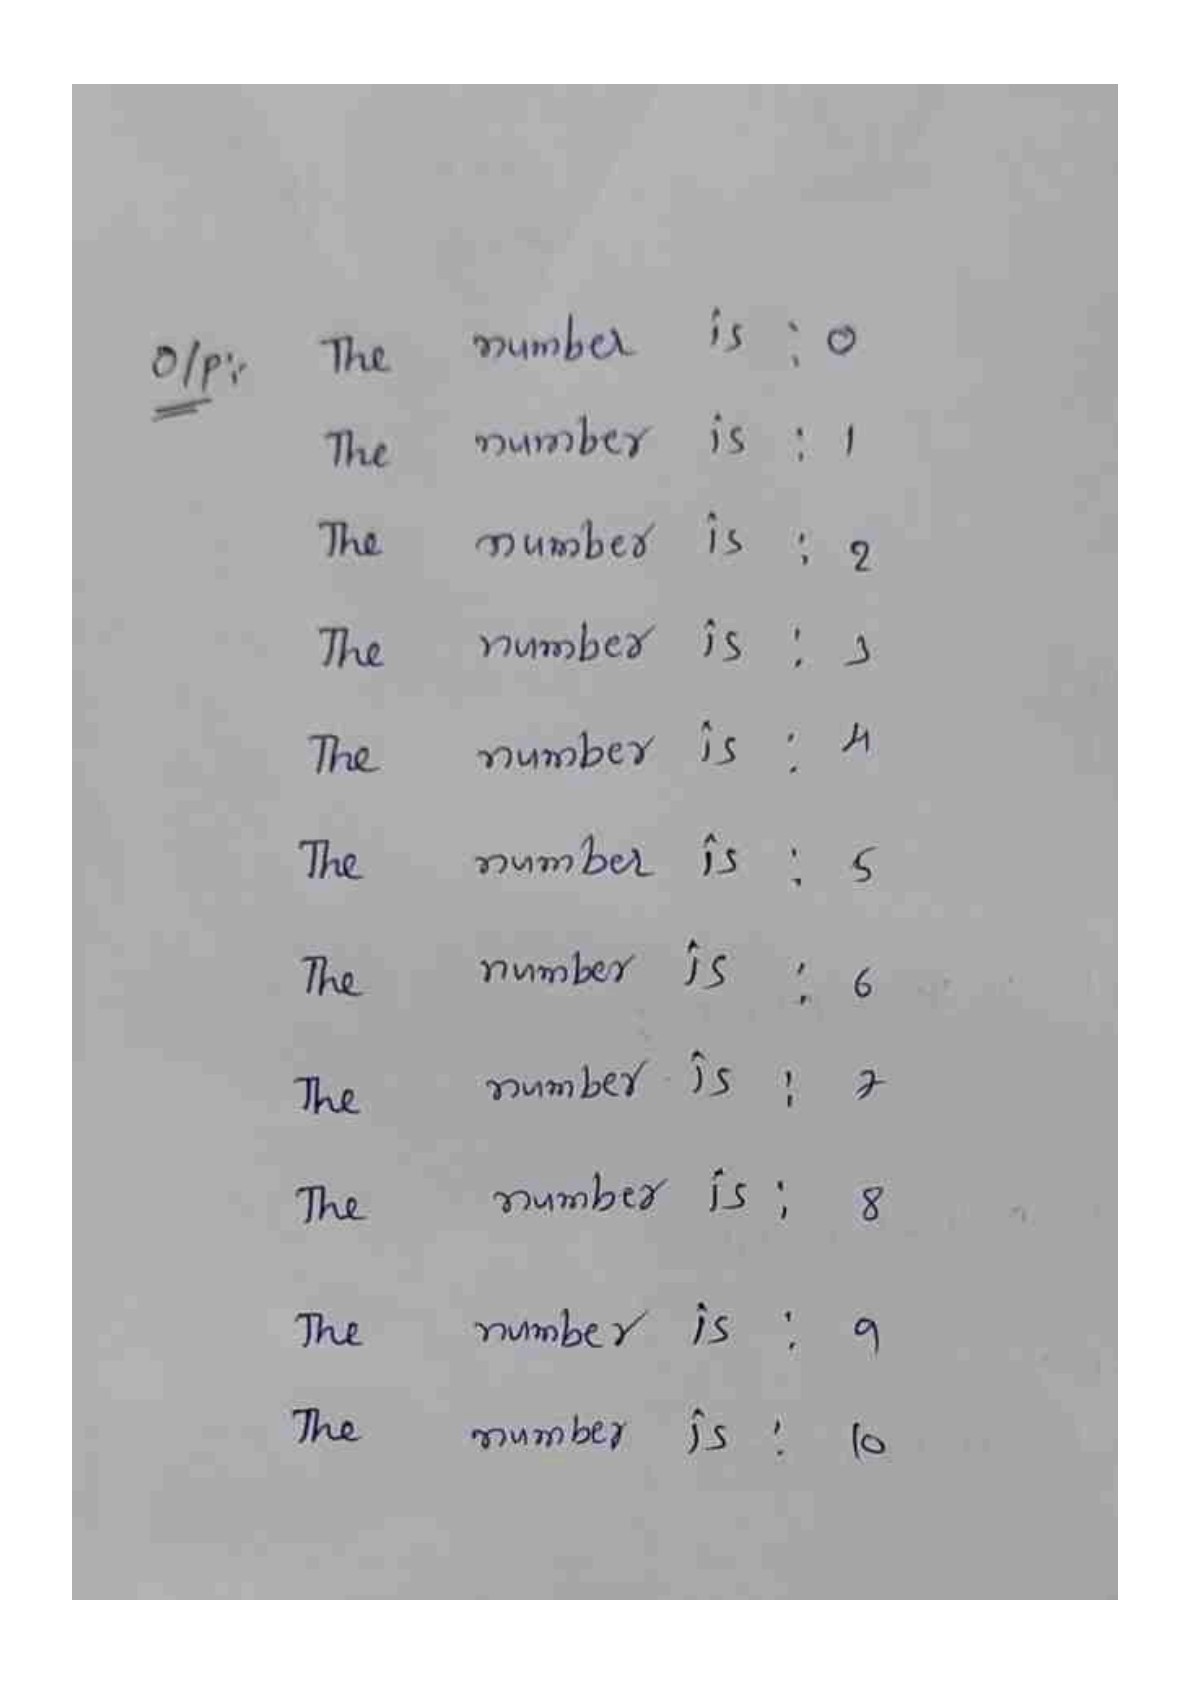 O/p:- The number is : 0
The number is : 1
The number is : 2
The number is : 3
The number is : 4
The number is : 5
The number is : 6
The number is : 7
The number is : 8
The number is : 9
The number is : 10